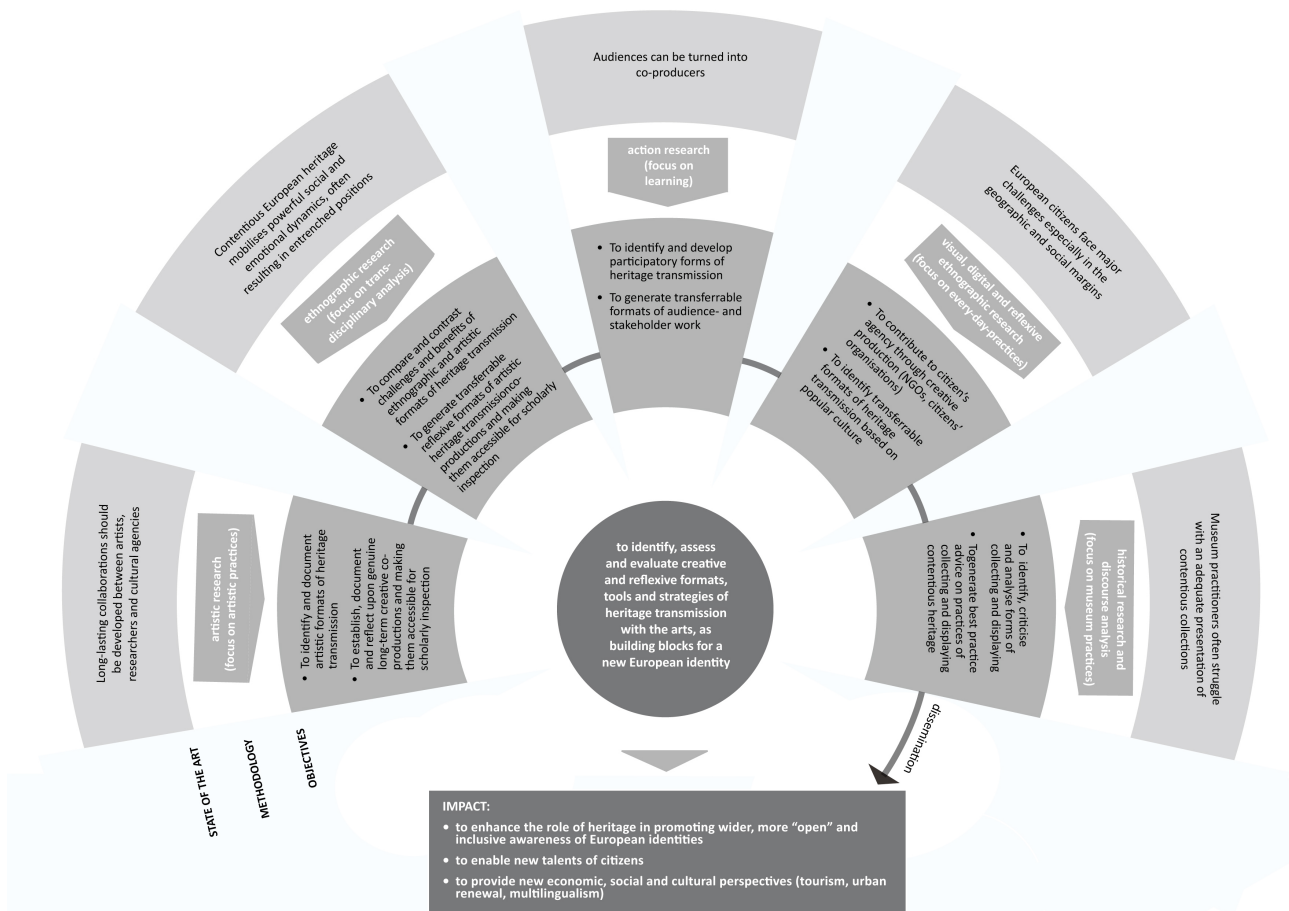 Audiences can be turned into
co-producers
action research
(focus on
learning)
• To identify and develop
participatory forms of
heritage transmission
• To generate transferrable
formats of audience- and
stakeholder work
Contentious European heritage
mobilises powerful social and
emotional dynamics, often
resulting in entrenched positions
ethnographic research
(focus on trans-
disciplinary analysis)
• To compare and contrast
challenges and benefits of
ethnographic and artistic
formats of heritage transmission
• To generate transferrable
reflexive formats of artistic
heritage transmissionco-
productions and making
them accessible for scholarly
inspection
European citizens face major
challenges especially in the
geographic and social margins
visual, digital and reflexive
ethnographic research
(focus on every-day-practices)
• To contribute to citizen's
agency through creative
production (NGOs, citizens'
organisations)
• To identify transferrable
formats of heritage
transmission based on
popular culture
Long-lasting collaborations should
be developed between artists,
researchers and cultural agencies
artistic research
(focus on artistic practices)
• To identify and document
artistic formats of heritage
transmission
• To establish, document
and reflect upon genuine
long-term creative co-
productions and making
them accessible for
scholarly inspection
Museum practitioners often struggle
with an adequate presentation of
contentious collections
historical research and
discourse analysis
(focus on museum practices)
• To identify, criticise
and analyse forms of
collecting and displaying
• Togenerate best practice
advice on practices of
collecting and displaying
contentious heritage
to identify, assess
and evaluate creative
and reflexive formats,
tools and strategies of
heritage transmission
with the arts, as
building blocks for a
new European identity
STATE OF THE ART
METHODOLOGY
OBJECTIVES
dissemination
IMPACT:
• to enhance the role of heritage in promoting wider, more “open” and
inclusive awareness of European identities
• to enable new talents of citizens
• to provide new economic, social and cultural perspectives (tourism, urban
renewal, multilingualism)